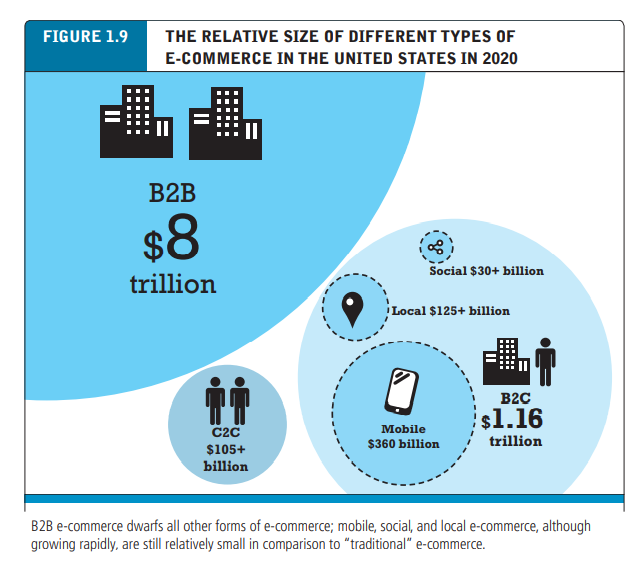 FIGURE 1.9
THE RELATIVE SIZE OF DIFFERENT TYPES OF
E-COMMERCE IN THE UNITED STATES IN 2020
B2B
$8
trillion
Social $30+ billion
Local $125+ billion
Mobile
$360 billion
B2C
$1.16
trillion
C2C
$105+
billion
B2B e-commerce dwarfs all other forms of e-commerce; mobile, social, and local e-commerce, although
growing rapidly, are still relatively small in comparison to “traditional” e-commerce.